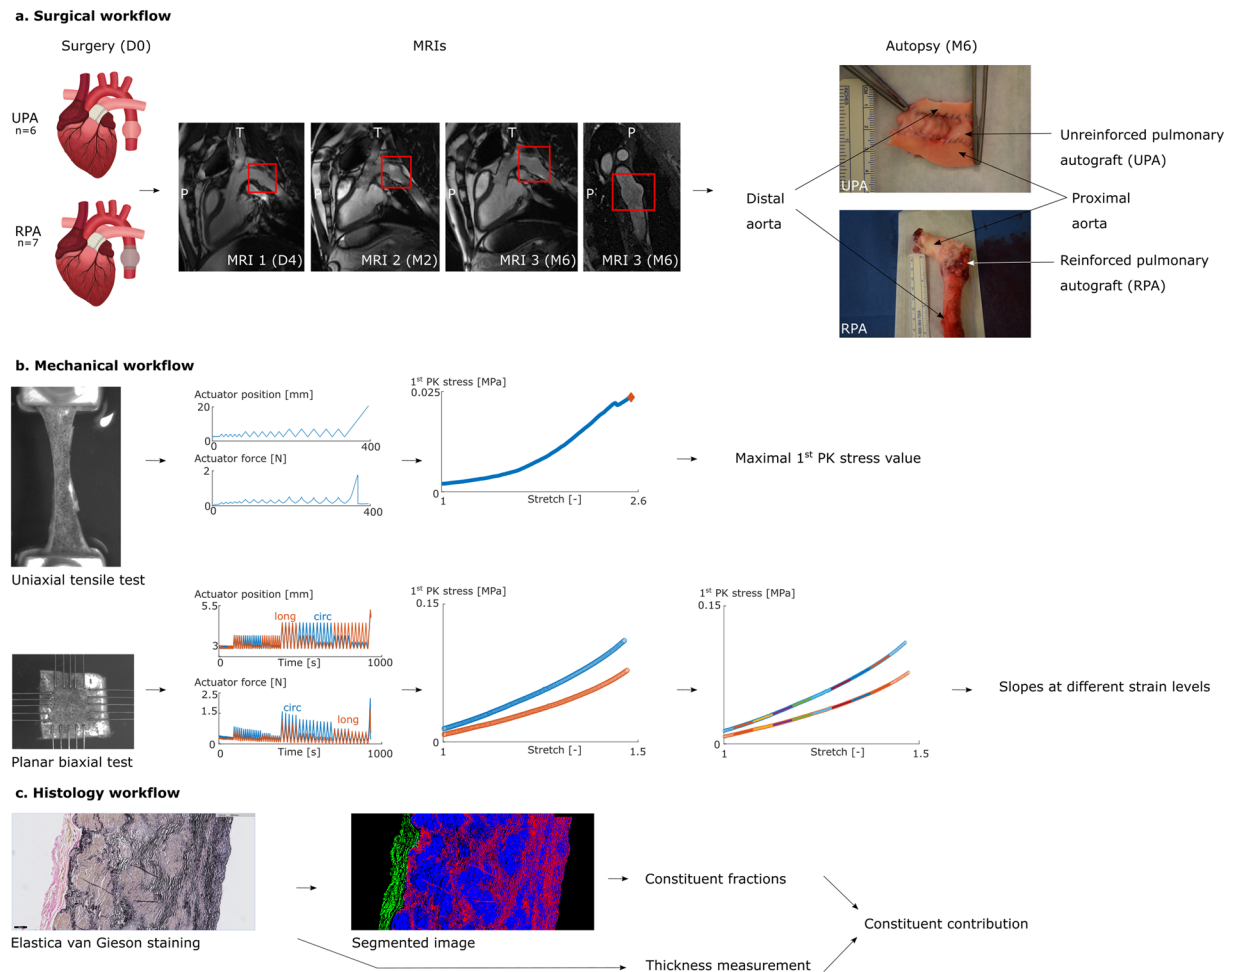 a. Surgical workflow
Surgery (D0)
MRIs
Autopsy (M6)
UPA
n=6
RPA
n=7
T
P
MRI 1 (D4)
T
P
MRI 2 (M2)
T
P
MRI 3 (M6)
P
P
MRI 3 (M6)
Distal
aorta
UPA
RPA
Unreinforced pulmonary
autograft (UPA)
Proximal
aorta
Reinforced pulmonary
autograft (RPA)
b. Mechanical workflow
Uniaxial tensile test
Actuator position [mm]
20
0
0
400
Actuator force [N]
2
1
0
0
400
1st PK stress [MPa]
0.025
0
1
Stretch [-]
2.6
Maximal 1st PK stress value
Planar biaxial test
Actuator position [mm]
5.5
3
long
circ
0
Time [s]
1000
Actuator force [N]
2.5
1.5
0
circ
long
0
Time [s]
1000
1st PK stress [MPa]
0.15
0
1
Stretch [-]
1.5
1st PK stress [MPa]
0.15
0
1
Stretch [-]
1.5
Slopes at different strain levels
c. Histology workflow
Elastica van Gieson staining
Segmented image
Constituent fractions
Thickness measurement
Constituent contribution